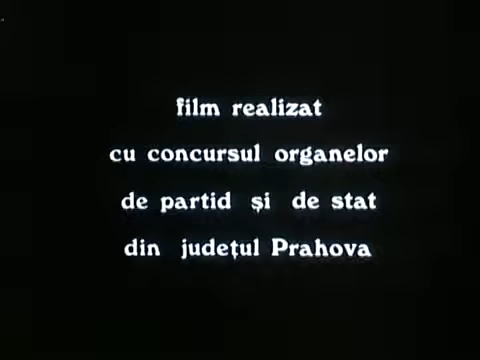 film realizat
cu concursul organelor
de partid și de stat
din județul Prahova